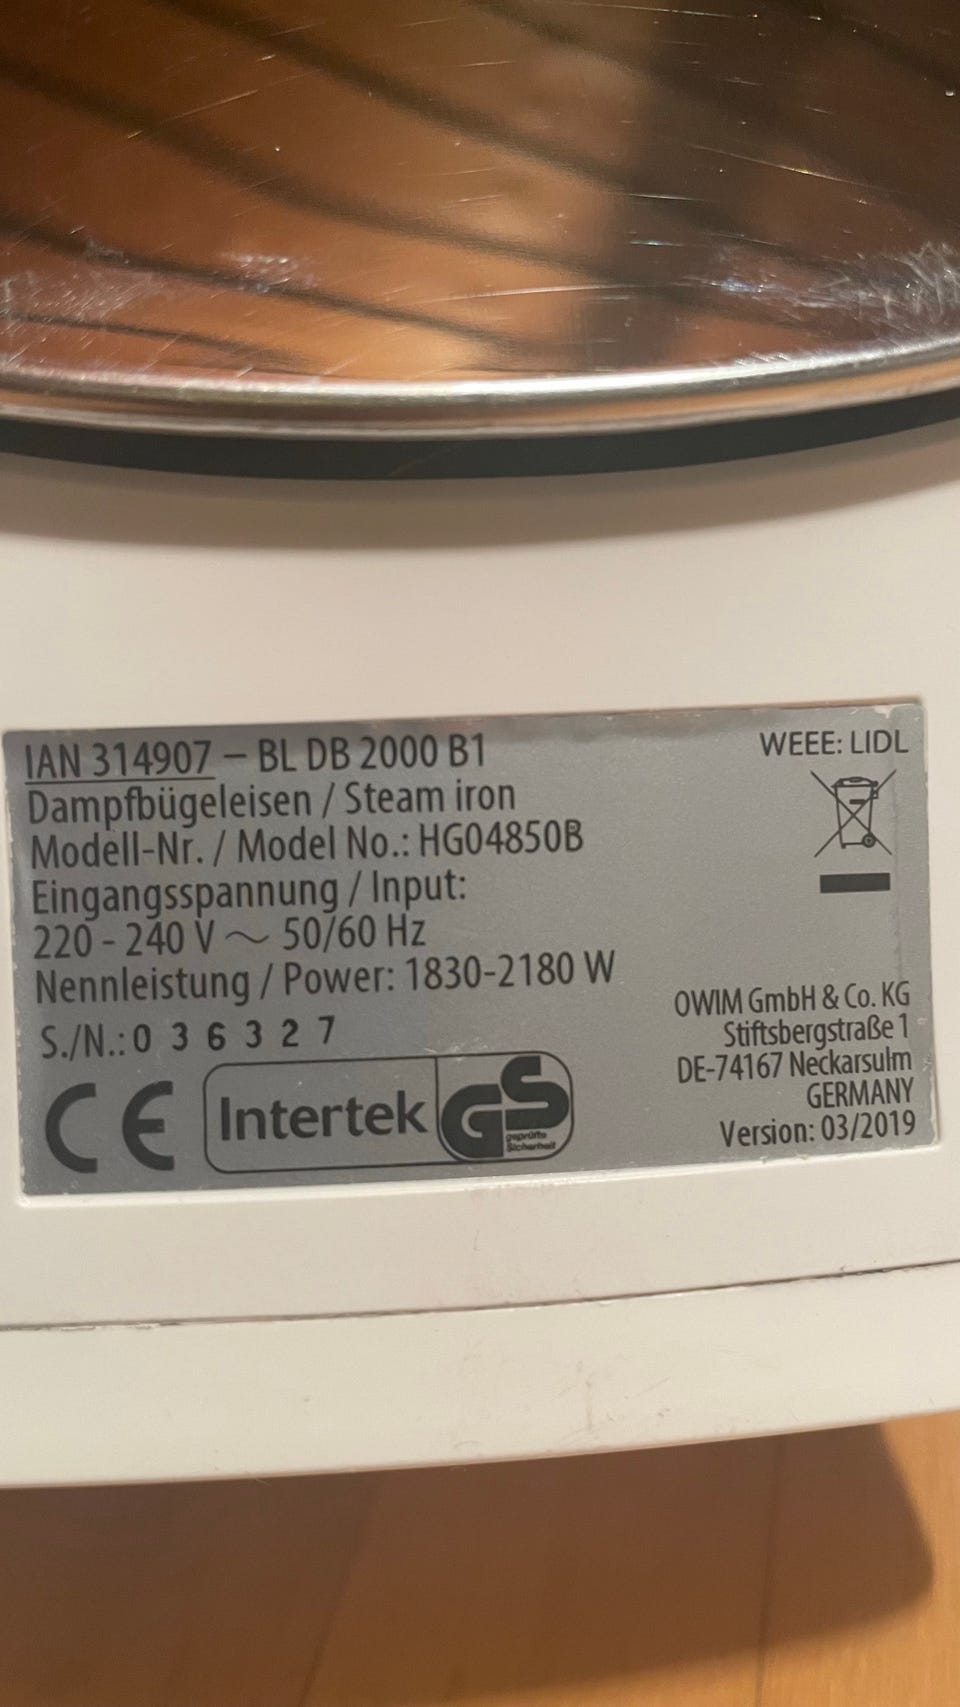 IAN 314907 – BL DB 2000 B1
Dampfbügeleisen / Steam iron
Modell-Nr. / Model No.: HG04850B
Eingangsspannung / Input:
220 - 240 V ~ 50/60 Hz
Nennleistung / Power: 1830-2180 W
S./N.: 0 3 6 3 2 7
CE
Intertek
GS
geprüfte
Sicherheit
WEEE: LIDL
OWIM GmbH & Co. KG
Stiftsbergstraße 1
DE-74167 Neckarsulm
GERMANY
Version: 03/2019